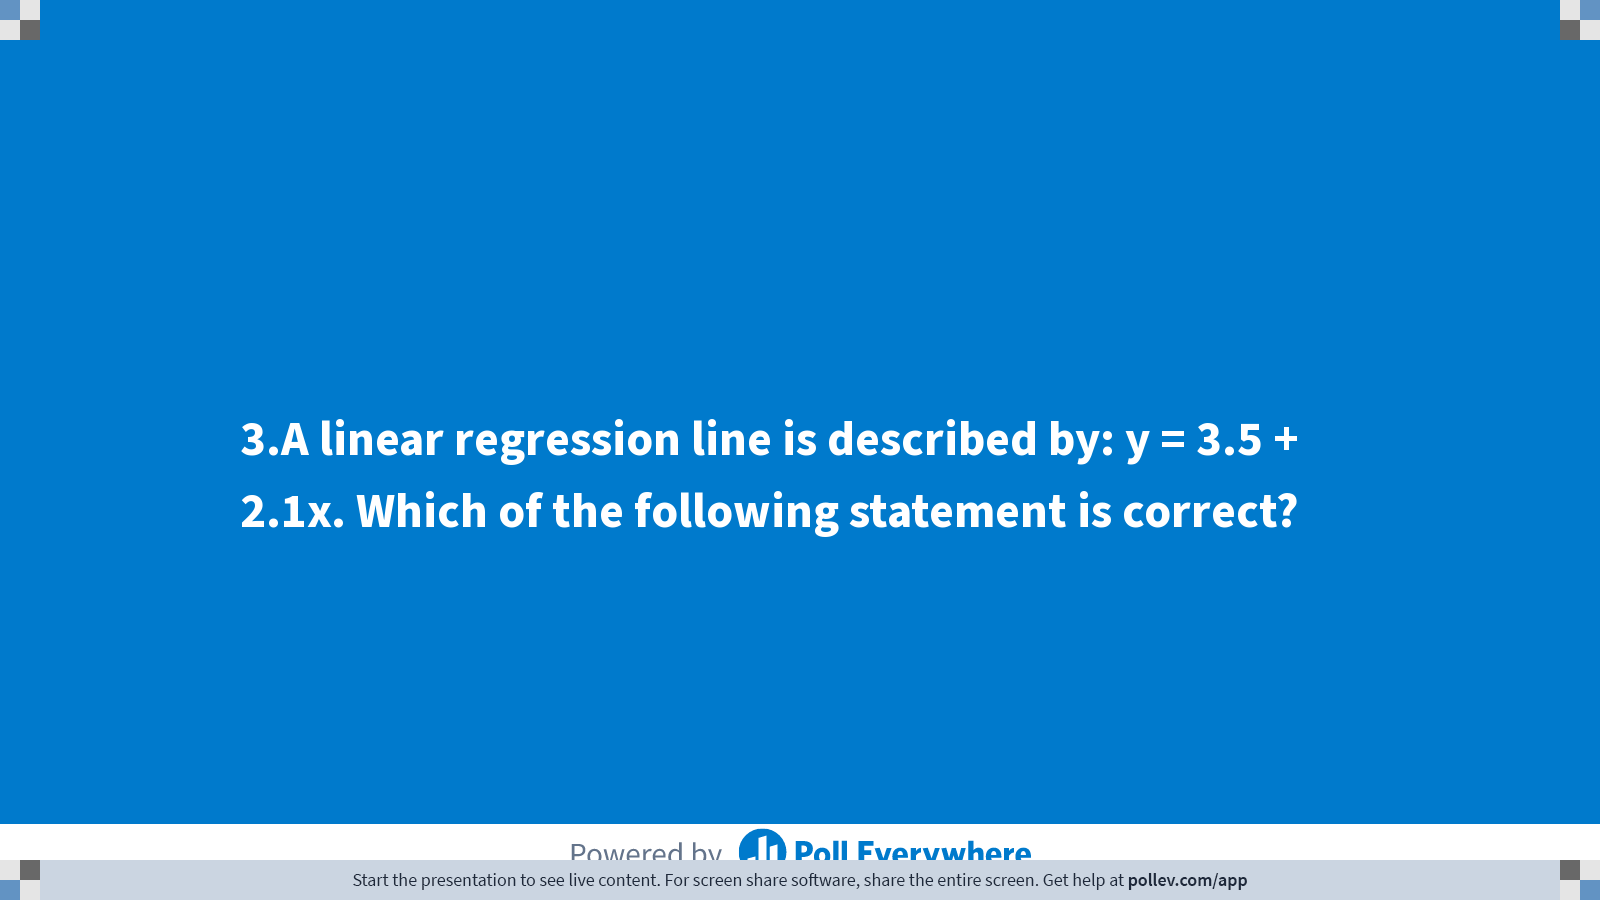 3.A linear regression line is described by: y = 3.5 +
2.1x. Which of the following statement is correct?
Powered by Poll Everywhere
Start the presentation to see live content. For screen share software, share the entire screen. Get help at pollev.com/app